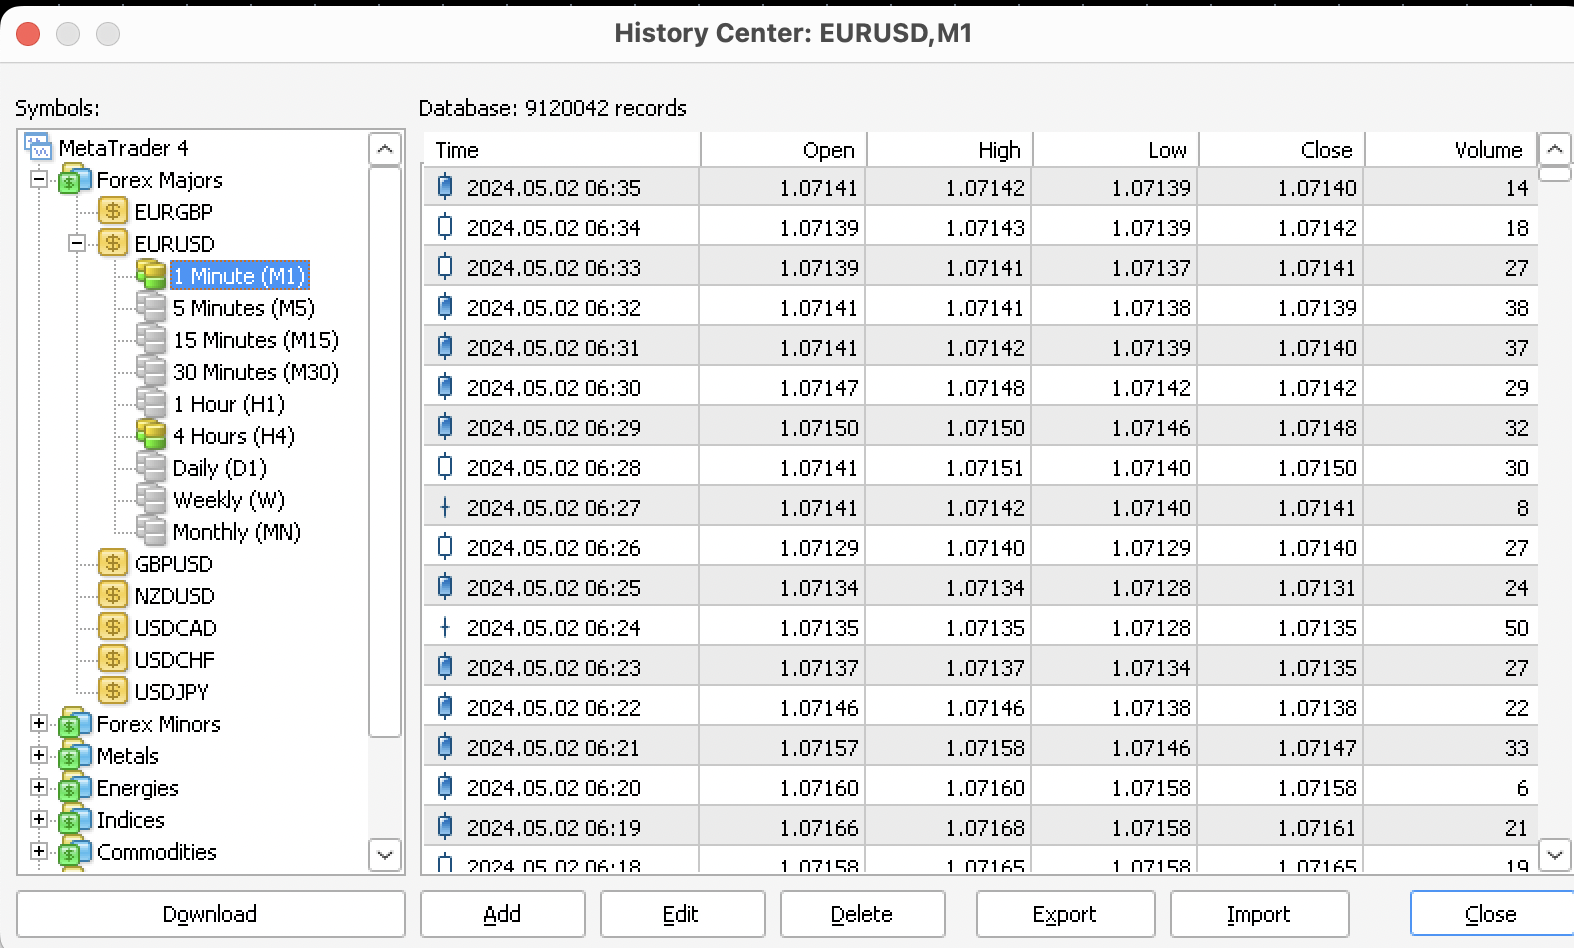 History Center: EURUSD,M1
Symbols:
Database: 9120042 records
MetaTrader 4
Forex Majors
EURGBP
EURUSD
1 Minute (M1)
5 Minutes (M5)
15 Minutes (M15)
30 Minutes (M30)
1 Hour (H1)
4 Hours (H4)
Daily (D1)
Weekly (W)
Monthly (MN)
GBPUSD
NZDUSD
USDCAD
USDCHF
USDJPY
Forex Minors
Metals
Energies
Indices
Commodities
Time Open High Low Close Volume
2024.05.02 06:35 1.07141 1.07142 1.07139 1.07140 14
2024.05.02 06:34 1.07139 1.07143 1.07139 1.07142 18
2024.05.02 06:33 1.07139 1.07141 1.07137 1.07141 27
2024.05.02 06:32 1.07141 1.07141 1.07138 1.07139 38
2024.05.02 06:31 1.07141 1.07142 1.07139 1.07140 37
2024.05.02 06:30 1.07147 1.07148 1.07142 1.07142 29
2024.05.02 06:29 1.07150 1.07150 1.07146 1.07148 32
2024.05.02 06:28 1.07141 1.07151 1.07140 1.07150 30
2024.05.02 06:27 1.07141 1.07142 1.07140 1.07141 8
2024.05.02 06:26 1.07129 1.07140 1.07129 1.07140 27
2024.05.02 06:25 1.07134 1.07134 1.07128 1.07131 24
2024.05.02 06:24 1.07135 1.07135 1.07128 1.07135 50
2024.05.02 06:23 1.07137 1.07137 1.07134 1.07135 27
2024.05.02 06:22 1.07146 1.07146 1.07138 1.07138 22
2024.05.02 06:21 1.07157 1.07158 1.07146 1.07147 33
2024.05.02 06:20 1.07160 1.07160 1.07158 1.07158 6
2024.05.02 06:19 1.07166 1.07168 1.07158 1.07161 21
2024.05.02 06:18 1.07158 1.07165 1.07158 1.07165 19
Download Add Edit Delete Export Import Close